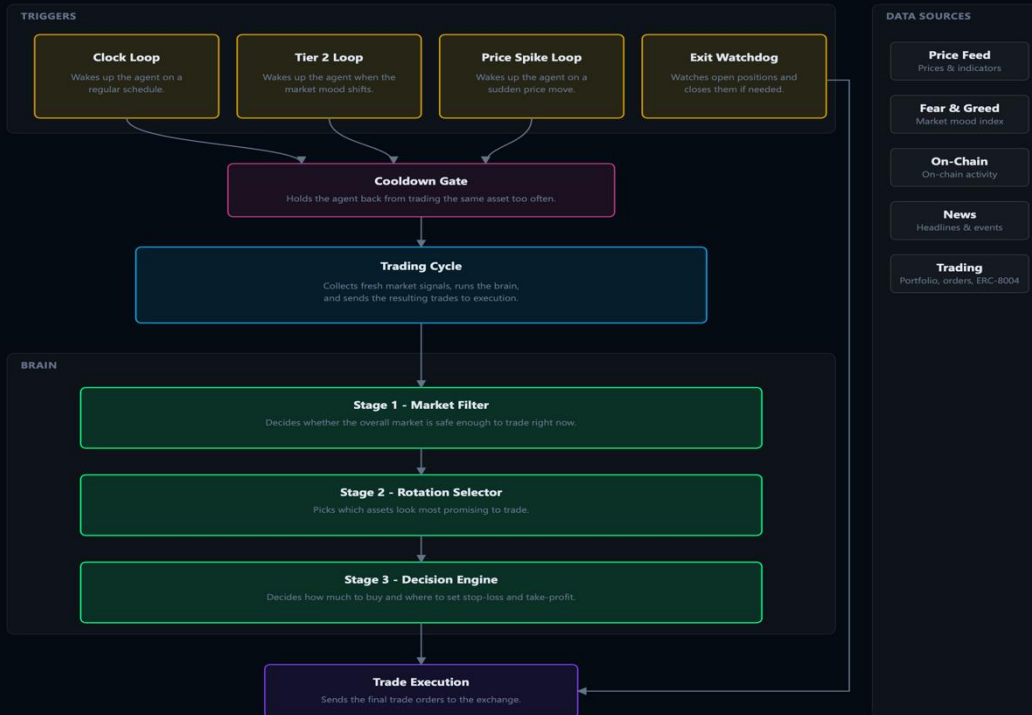 TRIGGERS
Clock Loop
Wakes up the agent on a
regular schedule.
Tier 2 Loop
Wakes up the agent when the
market mood shifts.
Price Spike Loop
Wakes up the agent on a
sudden price move.
Exit Watchdog
Watches open positions and
closes them if needed.
Cooldown Gate
Holds the agent back from trading the same asset too often.
Trading Cycle
Collects fresh market signals, runs the brain,
and sends the resulting trades to execution.
BRAIN
Stage 1 - Market Filter
Decides whether the overall market is safe enough to trade right now.
Stage 2 - Rotation Selector
Picks which assets look most promising to trade.
Stage 3 - Decision Engine
Decides how much to buy and where to set stop-loss and take-profit.
Trade Execution
Sends the final trade orders to the exchange.
DATA SOURCES
Price Feed
Prices & indicators
Fear & Greed
Market mood index
On-Chain
On-chain activity
News
Headlines & events
Trading
Portfolio, orders, ERC-8004